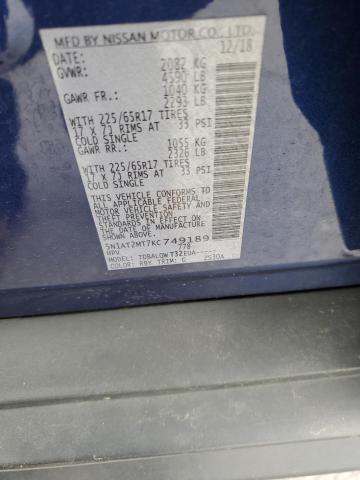 MFD BY NISSAN MOTOR CO., LTD.
DATE: 12/18
GVWR: 2082 KG
4590 LB
GAWR FR.: 1040 KG
2293 LB
WITH 225/65R17 TIRES
17 X 7J RIMS AT 33 PSI
COLD SINGLE
GAWR RR.: 1055 KG
2326 LB
WITH 225/65R17 TIRES
17 X 7J RIMS AT 33 PSI
COLD SINGLE
THIS VEHICLE CONFORMS TO
ALL APPLICABLE FEDERAL
MOTOR VEHICLE SAFETY AND
THEFT PREVENTION
STANDARDS IN EFFECT ON
THE DATE OF MANUFACTURE
SHOWN ABOVE.
5N1AT2MT7KC749189
MPV 778
MODEL: TDBALQW T32EUA-----
COLOR: RBY TRIM: G 2530A